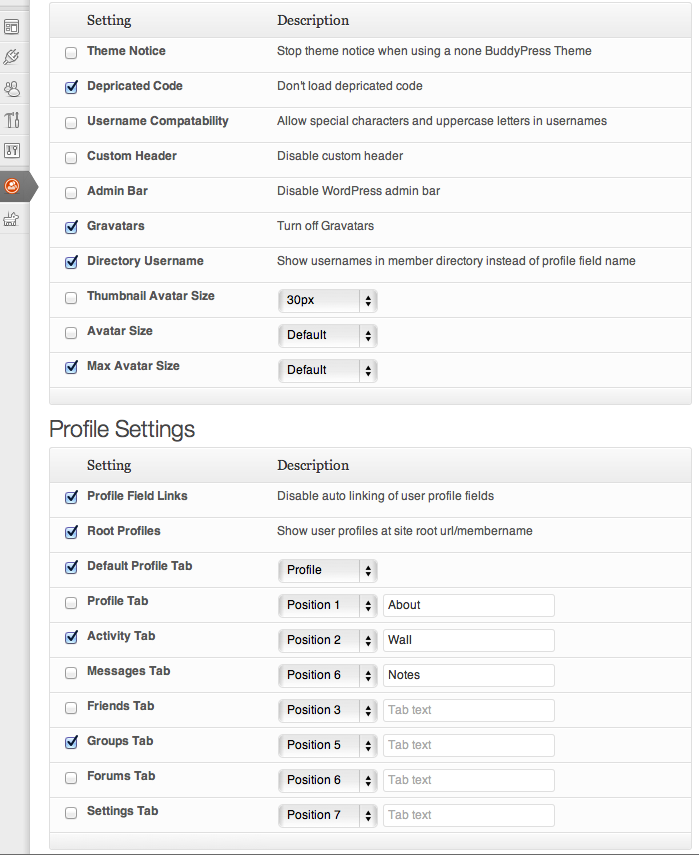 Setting Description
Theme Notice Stop theme notice when using a none BuddyPress Theme
Depricated Code Don't load depricated code
Username Compatability Allow special characters and uppercase letters in usernames
Custom Header Disable custom header
Admin Bar Disable WordPress admin bar
Gravatars Turn off Gravatars
Directory Username Show usernames in member directory instead of profile field name
Thumbnail Avatar Size 30px
Avatar Size Default
Max Avatar Size Default
Profile Settings
Setting Description
Profile Field Links Disable auto linking of user profile fields
Root Profiles Show user profiles at site root url/membername
Default Profile Tab Profile
Profile Tab Position 1 About
Activity Tab Position 2 Wall
Messages Tab Position 6 Notes
Friends Tab Position 3 Tab text
Groups Tab Position 5 Tab text
Forums Tab Position 6 Tab text
Settings Tab Position 7 Tab text